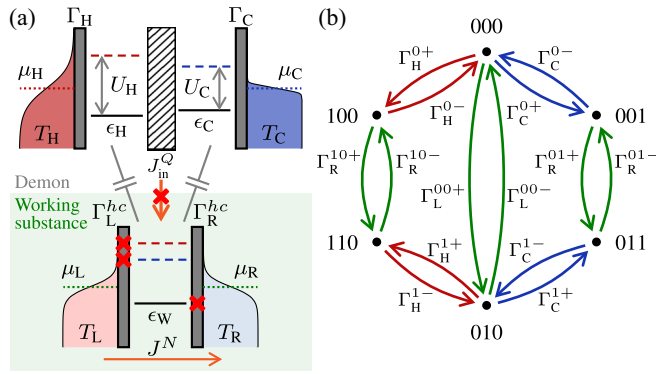 (a)
Γ_H
Γ_C
μ_H
U_H
U_C
μ_C
T_H
ϵ_H
ϵ_C
T_C
J_in^Q
Demon
Working
substance
Γ_L^{hc}
Γ_R^{hc}
μ_L
μ_R
T_L
ϵ_W
T_R
J^N
(b)
000
Γ_H^{0+}
Γ_H^{0-}
Γ_C^{0+}
Γ_C^{0-}
100
001
Γ_R^{10+}
Γ_R^{10-}
Γ_L^{00+}
Γ_L^{00-}
Γ_R^{01+}
Γ_R^{01-}
110
011
Γ_H^{1+}
Γ_H^{1-}
Γ_C^{1-}
Γ_C^{1+}
010